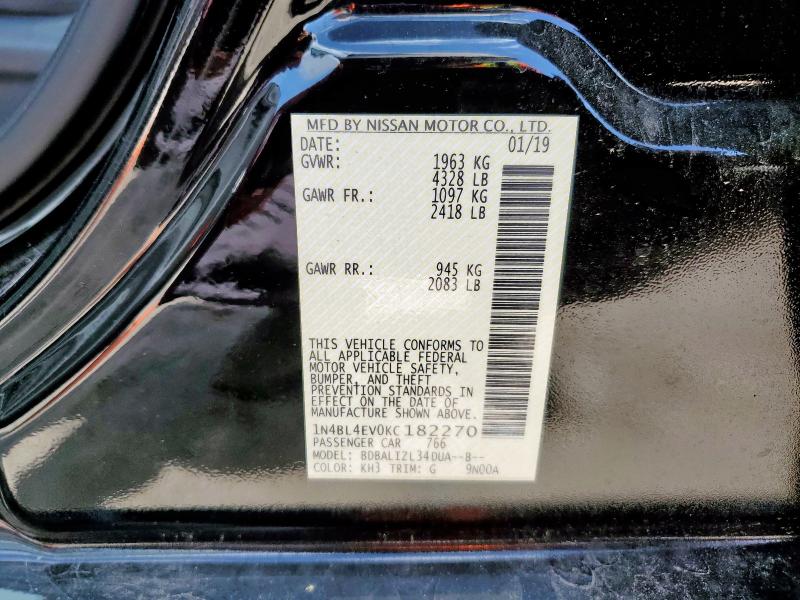 MFD BY NISSAN MOTOR CO., LTD.
DATE: 01/19
GVWR: 1963 KG
4328 LB
GAWR FR.: 1097 KG
2418 LB
GAWR RR.: 945 KG
2083 LB
THIS VEHICLE CONFORMS TO
ALL APPLICABLE FEDERAL
MOTOR VEHICLE SAFETY,
BUMPER, AND THEFT
PREVENTION STANDARDS IN
EFFECT ON THE DATE OF
MANUFACTURE SHOWN ABOVE.
1N4BL4EV0KC182270
PASSENGER CAR 766
MODEL: BDBALIZL34DUA--B--
COLOR: KH3 TRIM: G 9N00A